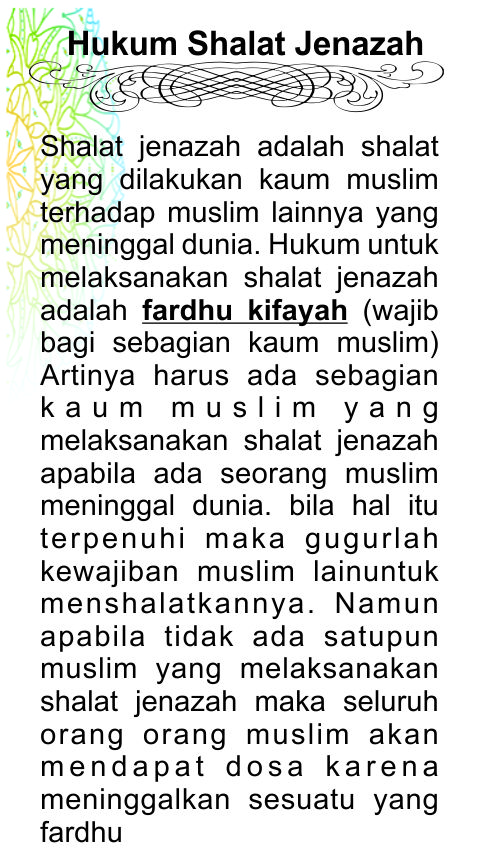 Hukum Shalat Jenazah
Shalat jenazah adalah shalat
yang dilakukan kaum muslim
terhadap muslim lainnya yang
meninggal dunia. Hukum untuk
melaksanakan shalat jenazah
adalah fardhu kifayah (wajib
bagi sebagian kaum muslim)
Artinya harus ada sebagian
kaum muslim yang
melaksanakan shalat jenazah
apabila ada seorang muslim
meninggal dunia. bila hal itu
terpenuhi maka gugurlah
kewajiban muslim lainuntuk
menshalatkannya. Namun
apabila tidak ada satupun
muslim yang melaksanakan
shalat jenazah maka seluruh
orang orang muslim akan
mendapat dosa karena
meninggalkan sesuatu yang
fardhu